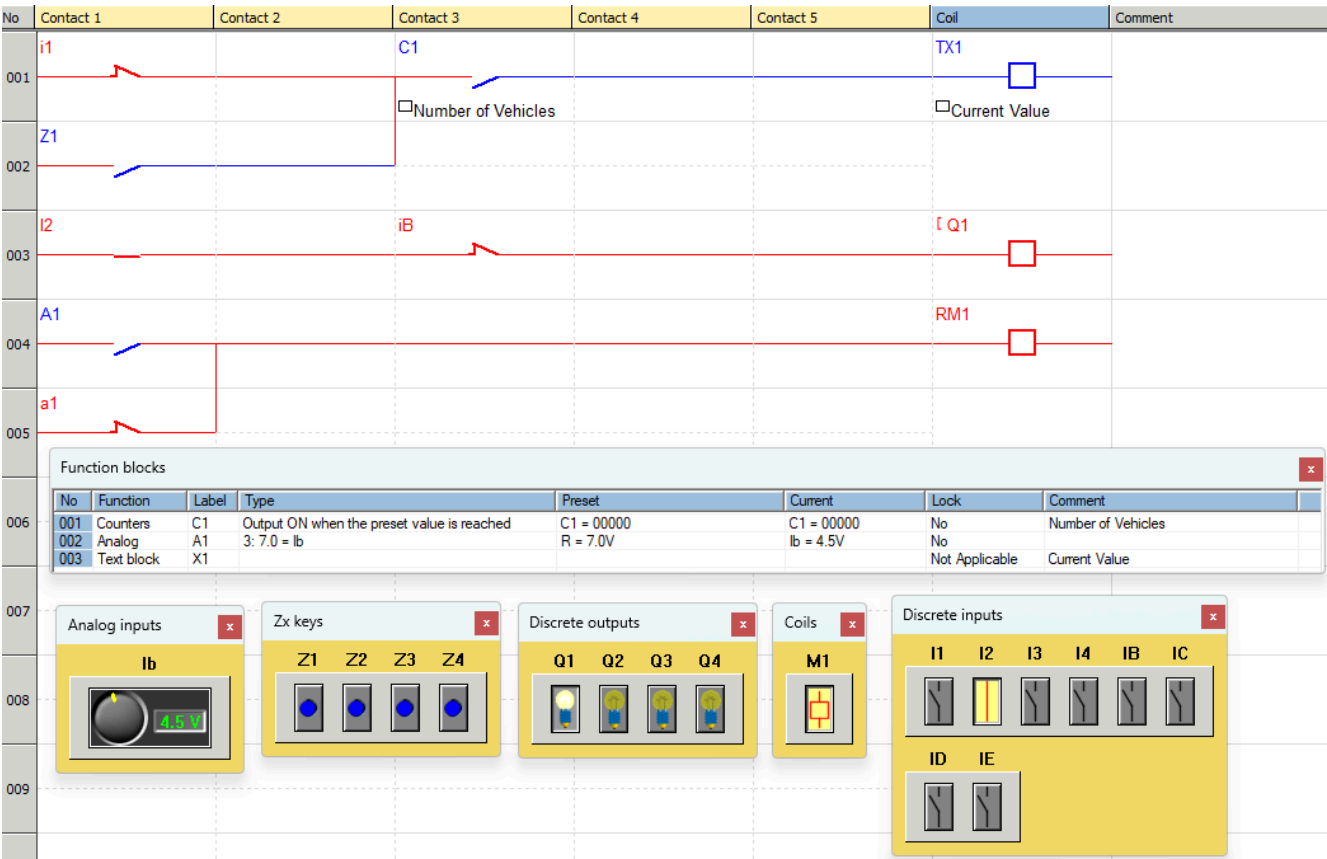 No Contact 1 Contact 2 Contact 3 Contact 4 Contact 5 Coil Comment
i1 C1 TX1
001
Number of Vehicles Current Value
Z1
002
I2 iB [ Q1
003
A1 RM1
004
a1
005
Function blocks x
No Function Label Type Preset Current Lock Comment
006
001 Counters C1 Output ON when the preset value is reached C1 = 00000 C1 = 00000 No Number of Vehicles
002 Analog A1 3: 7.0 = Ib R = 7.0V Ib = 4.5V No
003 Text block X1 Not Applicable Current Value
007
Analog inputs x Zx keys x Discrete outputs x Coils x Discrete inputs x
Ib Z1 Z2 Z3 Z4 Q1 Q2 Q3 Q4 M1 I1 I2 I3 I4 IB IC
008
4.5 V
ID IE
009